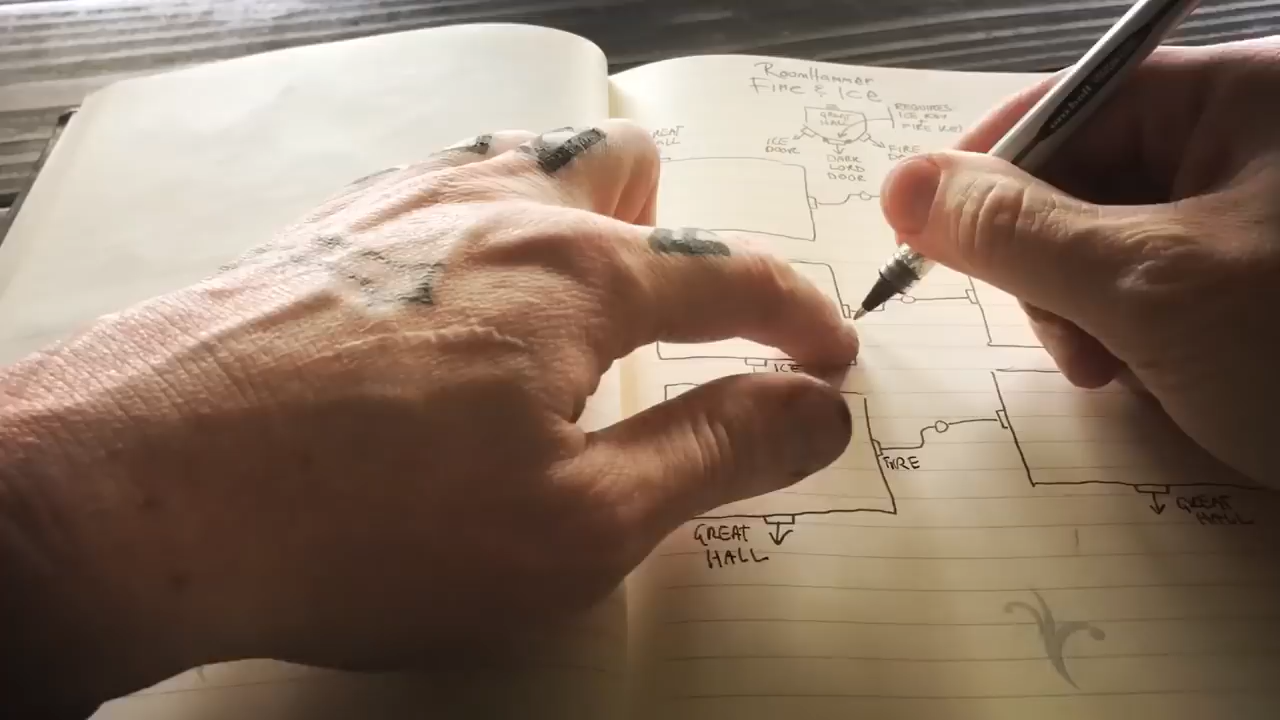 RoomHammer
FIRE & ICE
GREAT
HALL
REQUIRES
ICE KEY
FIRE KEY
ICE
DOOR
DARK
LORD
DOOR
FIRE
ICE
FIRE
GREAT
HALL
GREAT
HALL